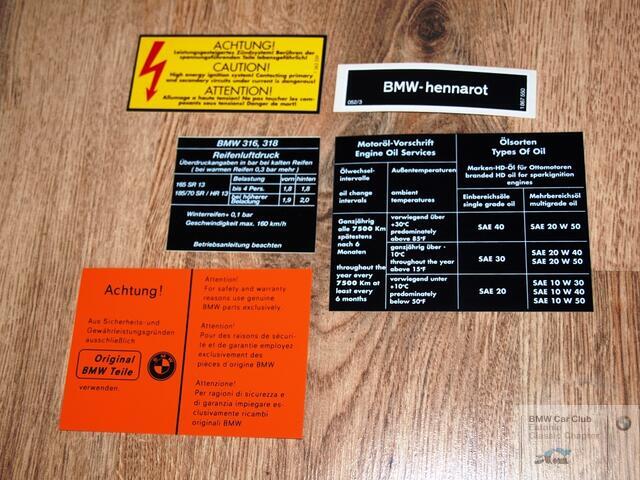 ACHTUNG!
Leistungsgesteigertes Zündsystem! Berühren der
spannungsführenden Teile lebensgefährlich!
CAUTION!
High energy ignition system! Contacting primary
and secondary circuits under current is dangerous!
ATTENTION!
Allumage a haute tension! Ne pas toucher les com-
posants sous tensions! Danger de mort!
BMW-hennarot
052/3
1 867 550
BMW 316, 318
Reifenluftdruck
Überdruckangaben in bar bei kalten Reifen
( bei warmen Reifen 0,3 bar mehr )
Belastung vorn hinten
165 SR 13
185/70 SR / HR 13
bis 4 Pers. 1,8 1,8
bei höherer
Beladung 1,9 2,0
Winterreifen+ 0,1 bar
Geschwindigkeit max. 160 km/h
Betriebsanleitung beachten
Motoröl-Vorschrift
Engine Oil Services
Ölsorten
Types Of Oil
Ölwechsel-
intervalle
oil change
intervals
Außentemperaturen
ambient
temperatures
Marken-HD-Öl für Ottomotoren
branded HD oil for sparkignition
engines
Einbereichsöle
single grade oil
Mehrbereichsöl
multigrade oil
Ganzjährig
alle 7500 Km
spätestens
nach 6
Monaten
throughout the
year every
7500 Km at
least every
6 months
vorwiegend über
+30°C
predominately
above 85°F
SAE 40
SAE 20 W 50
ganzjährig über -
10°C
throughout the year
above 15°F
SAE 30
SAE 20 W 40
SAE 20 W 50
vorwiegend unter
+10°C
predominately
below 50°F
SAE 20
SAE 10 W 30
SAE 10 W 40
SAE 10 W 50
Achtung!
Aus Sicherheits-und
Gewährleistungsgründen
ausschließlich
Original
BMW Teile
verwenden.
Attention!
For safety and warranty
reasons use genuine
BMW parts exclusively.
Attention!
Pour des raisons de sécuri-
té et de garantie employez
exclusivement des
pièces d origine BMW
Attenzione!
Per ragioni di sicurezza e
di garanzia impiegare es-
clusivamente ricambi
originali BMW
BMW Car Club
Classic Chapter